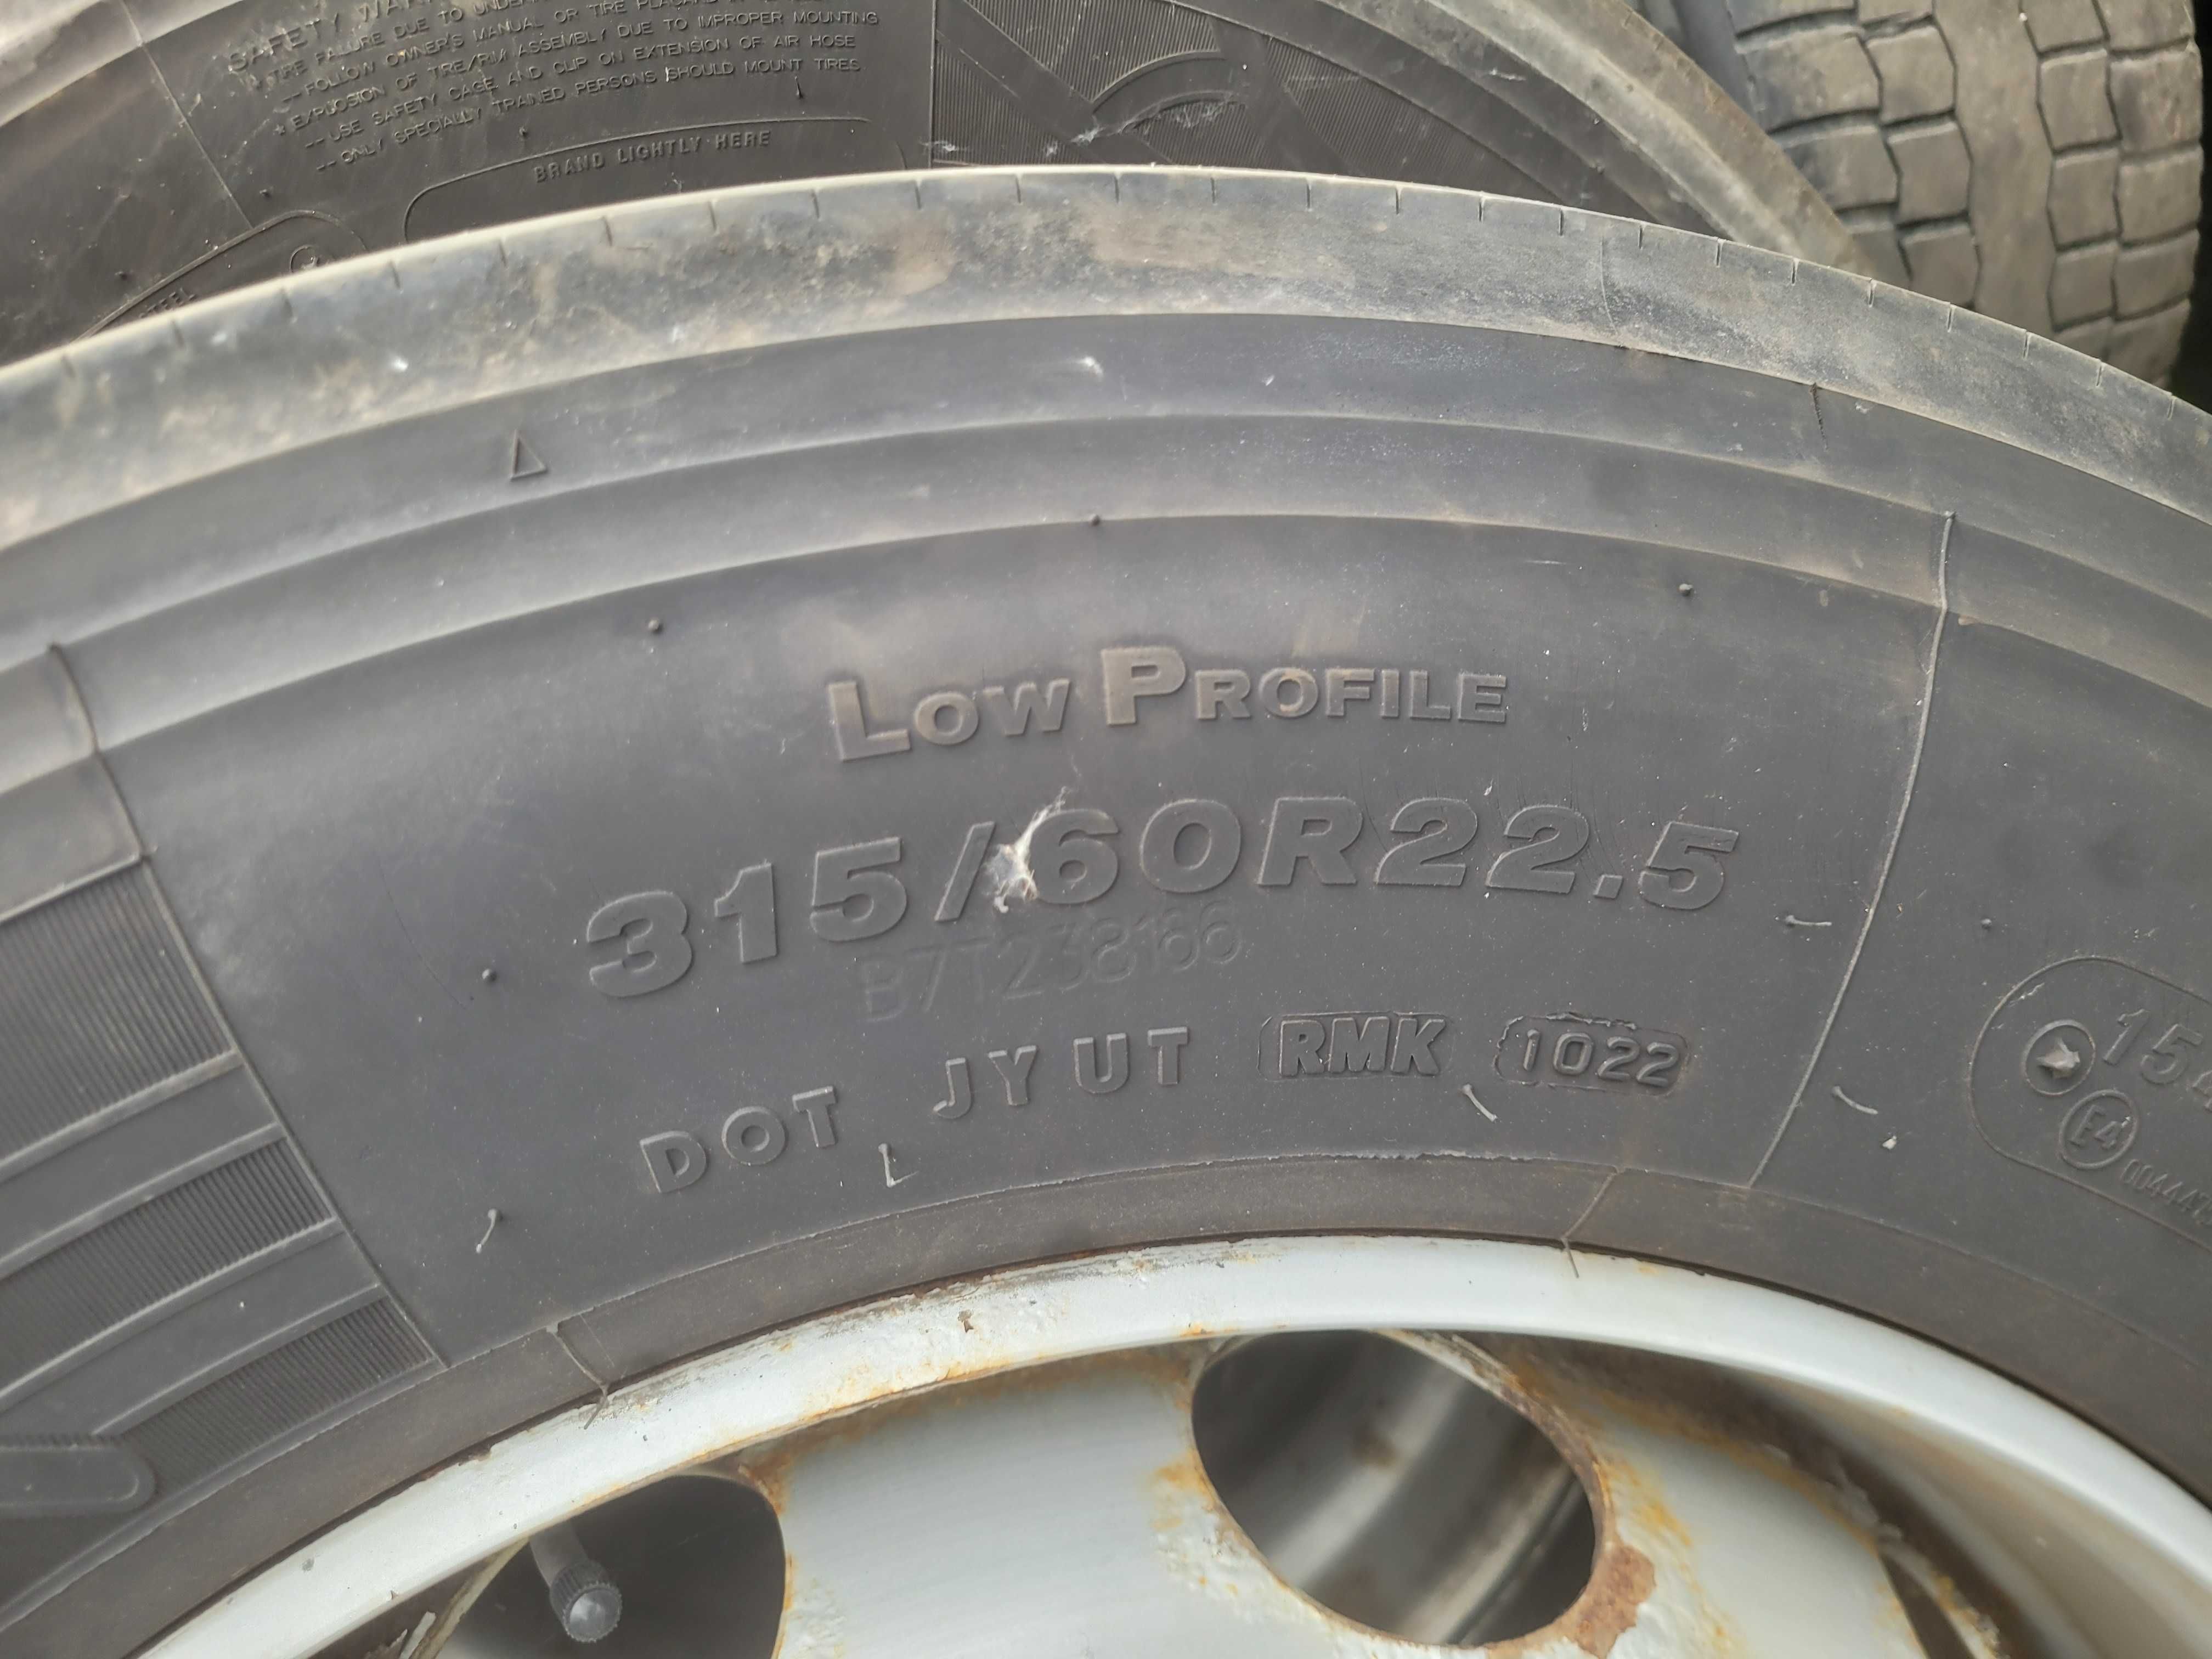 SAFETY
TIRE FAILURE DUE TO
-- FOLLOW OWNER'S MANUAL OR TIRE PLACARD
* EXPLOSION OF TIRE/RIM ASSEMBLY DUE TO IMPROPER MOUNTING
-- USE SAFETY CAGE AND CLIP ON EXTENSION OF AIR HOSE
-- ONLY SPECIALLY TRAINED PERSONS SHOULD MOUNT TIRES
BRAND LIGHTLY HERE
LOW PROFILE
315/60R22.5
B7T238186
DOT JYUT RMK 1022
E4